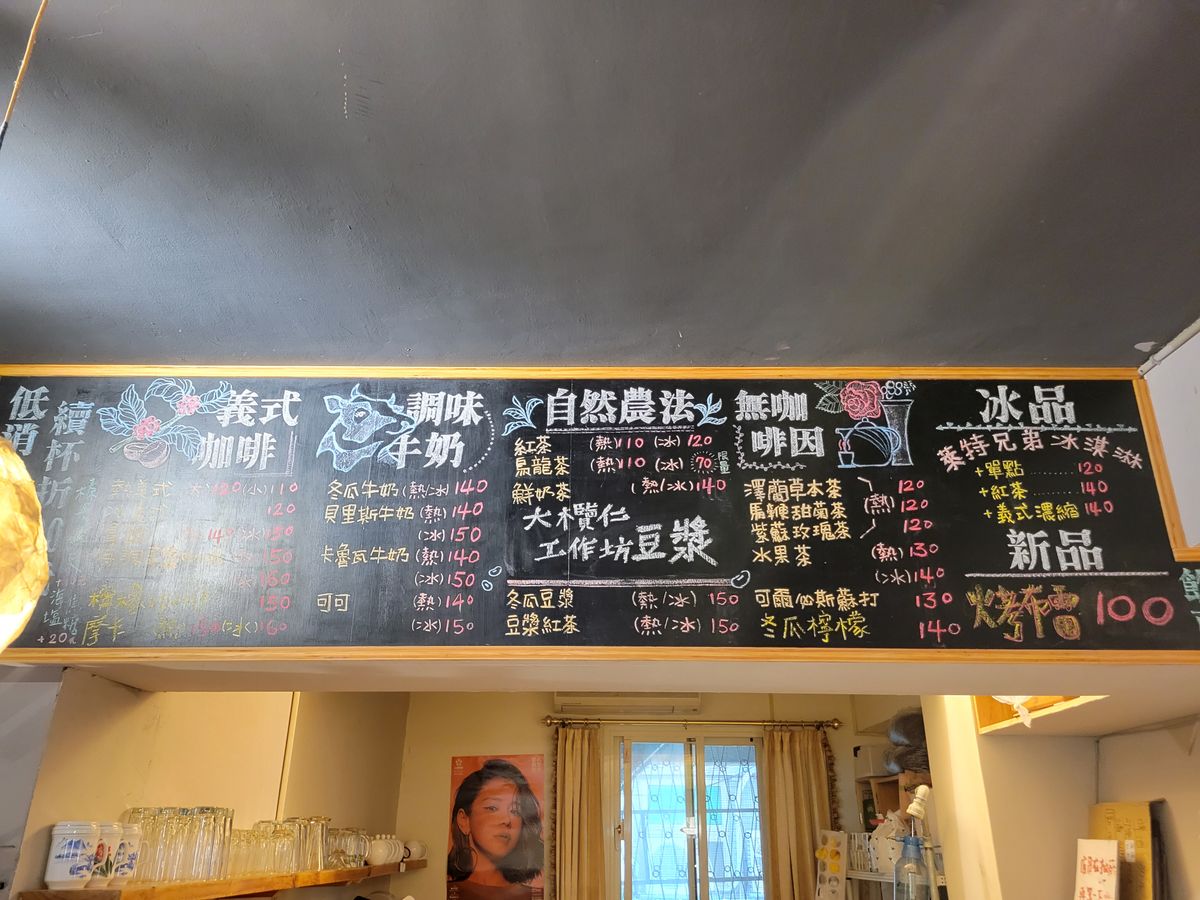 低消
續杯折
+20元
義式
咖啡
熱美式 (大)120 (小)110
120
140 (冰)150
150
160
檸檬 150
摩卡 (冰)160
調味
牛奶
冬瓜牛奶(熱/冰)140
貝里斯牛奶(熱)140
(冰)150
卡魯瓦牛奶(熱)140
(冰)150
可可 (熱)140
(冰)150
自然農法
紅茶 (熱)110 (冰)120
烏龍茶 (熱)110 (冰)170 限量
鮮奶茶 (熱/冰)140
大欖仁
工作坊豆漿
冬瓜豆漿 (熱/冰)150
豆漿紅茶 (熱/冰)150
無咖
啡因
澤蘭草本茶 120
馬鞭甜菊茶 (熱) 120
紫蘇玫瑰茶 120
水果茶 (熱)130
(冰)140
可爾必斯蘇打 130
冬瓜檸檬 140
冰品
萊特兄弟冰淇淋
+單點......120
+紅茶......140
+義式濃縮 140
新品
火烤布蕾 100